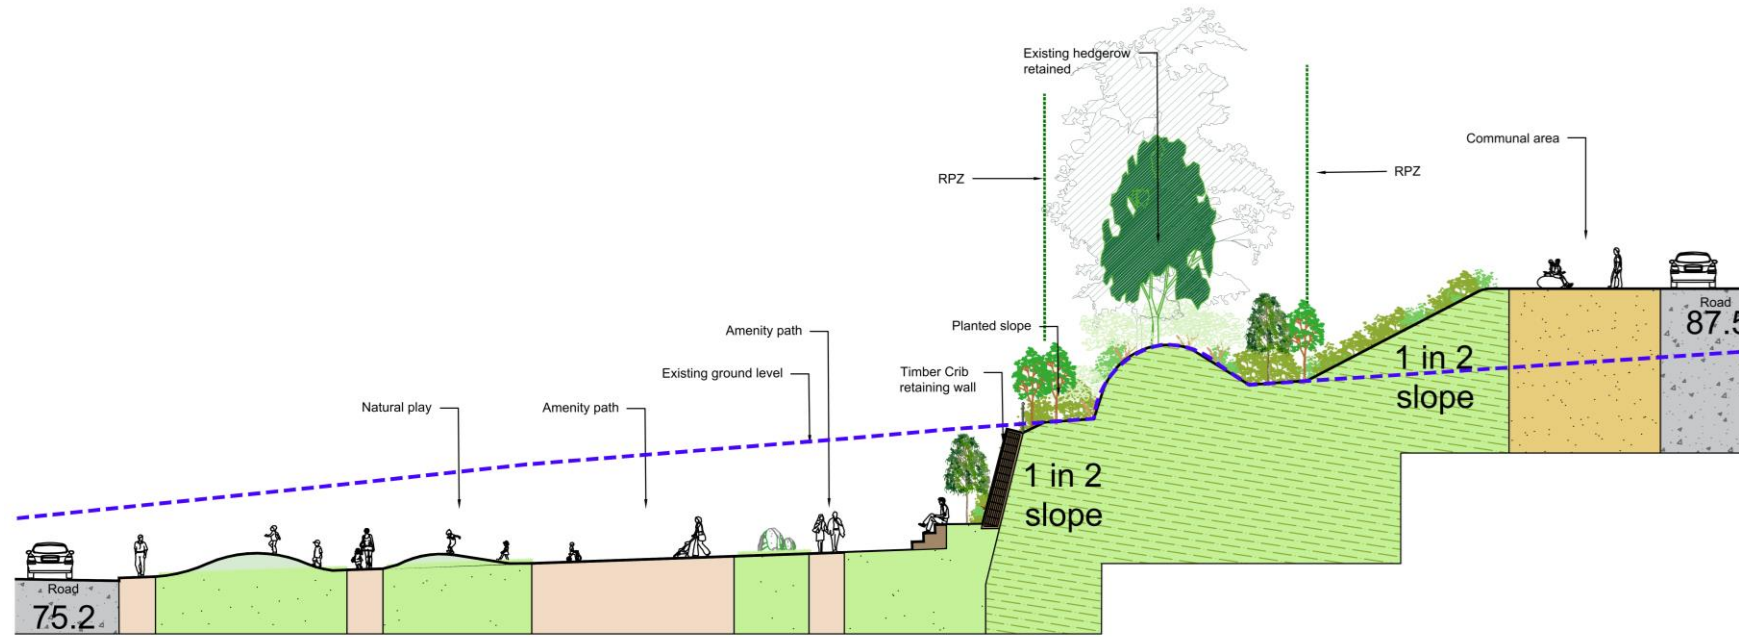 Existing hedgerow
retained
Communal area
RPZ
RPZ
Road
87.5
Planted slope
Amenity path
1 in 2
slope
Timber Crib
retaining wall
Existing ground level
Natural play
Amenity path
1 in 2
slope
Road
75.2